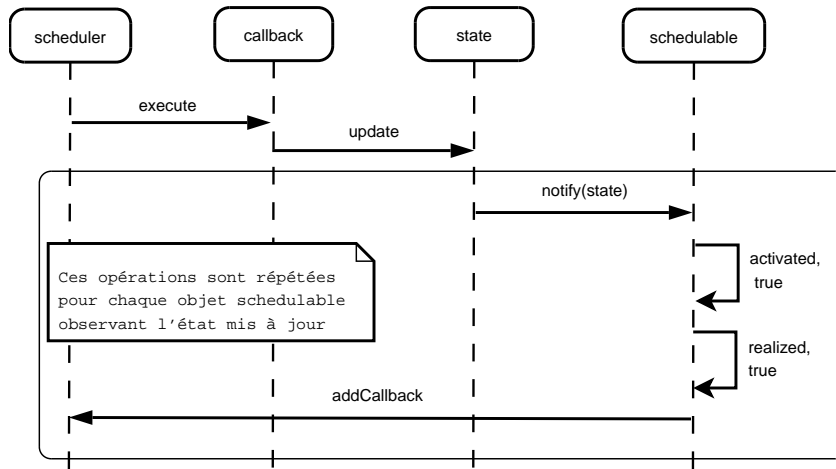 scheduler
callback
state
schedulable
execute
update
notify(state)
activated,
true
Ces opérations sont répétées
pour chaque objet schedulable
observant l'état mis à jour
realized,
true
addCallback